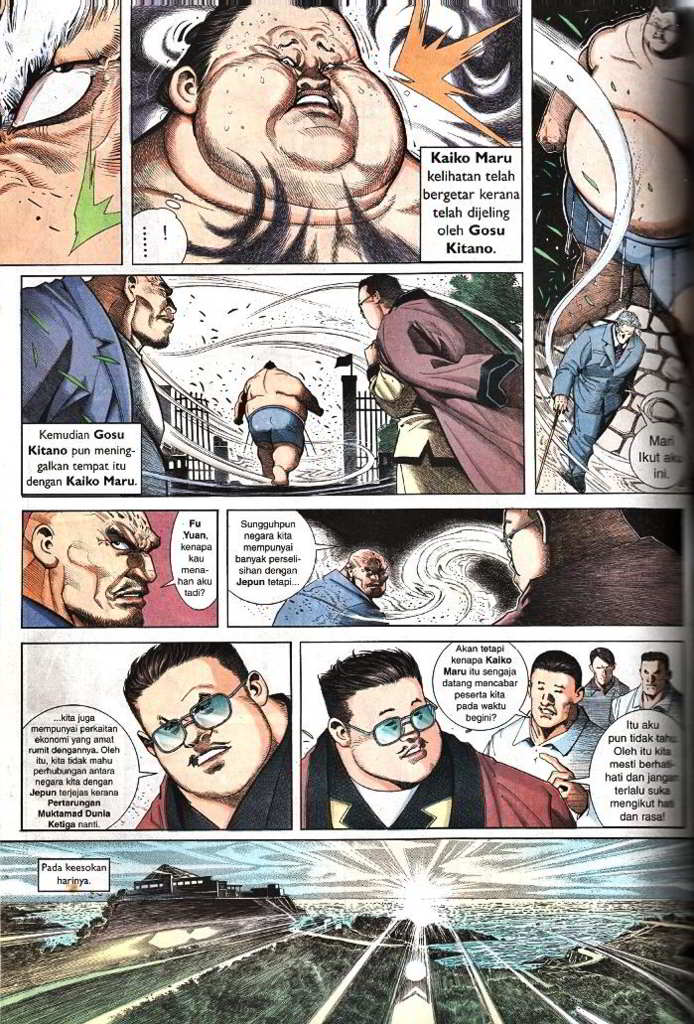 ....!
Kaiko Maru
kelihatan telah
bergetar kerana
telah dijeling
oleh Gosu
Kitano.
Mari
Ikut aku
ini.
Kemudian Gosu
Kitano pun mening-
galkan tempat itu
dengan Kaiko Maru.
Fu
Yuan,
kenapa
kau
mena-
han aku
tadi?
Sungguhpun
negara kita
mempunyai
banyak perseli-
sihan dengan
Jepun tetapi...
...kita juga
mempunyai perkaitan
ekonomi yang amat
rumit dengannya. Oleh
itu, kita tidak mahu
perhubungan antara
negara kita dengan
Jepun terjejas kerana
Pertarungan
Muktamad Dunia
Ketiga nanti.
Akan tetapi
kenapa Kaiko
Maru itu sengaja
datang mencabar
peserta kita
pada waktu
begini?
Itu aku
pun tidak tahu.
Oleh itu kita
mesti berhati-
hati dan jangan
terlalu suka
mengikut hati
dan rasa!
Pada keesokan
harinya.